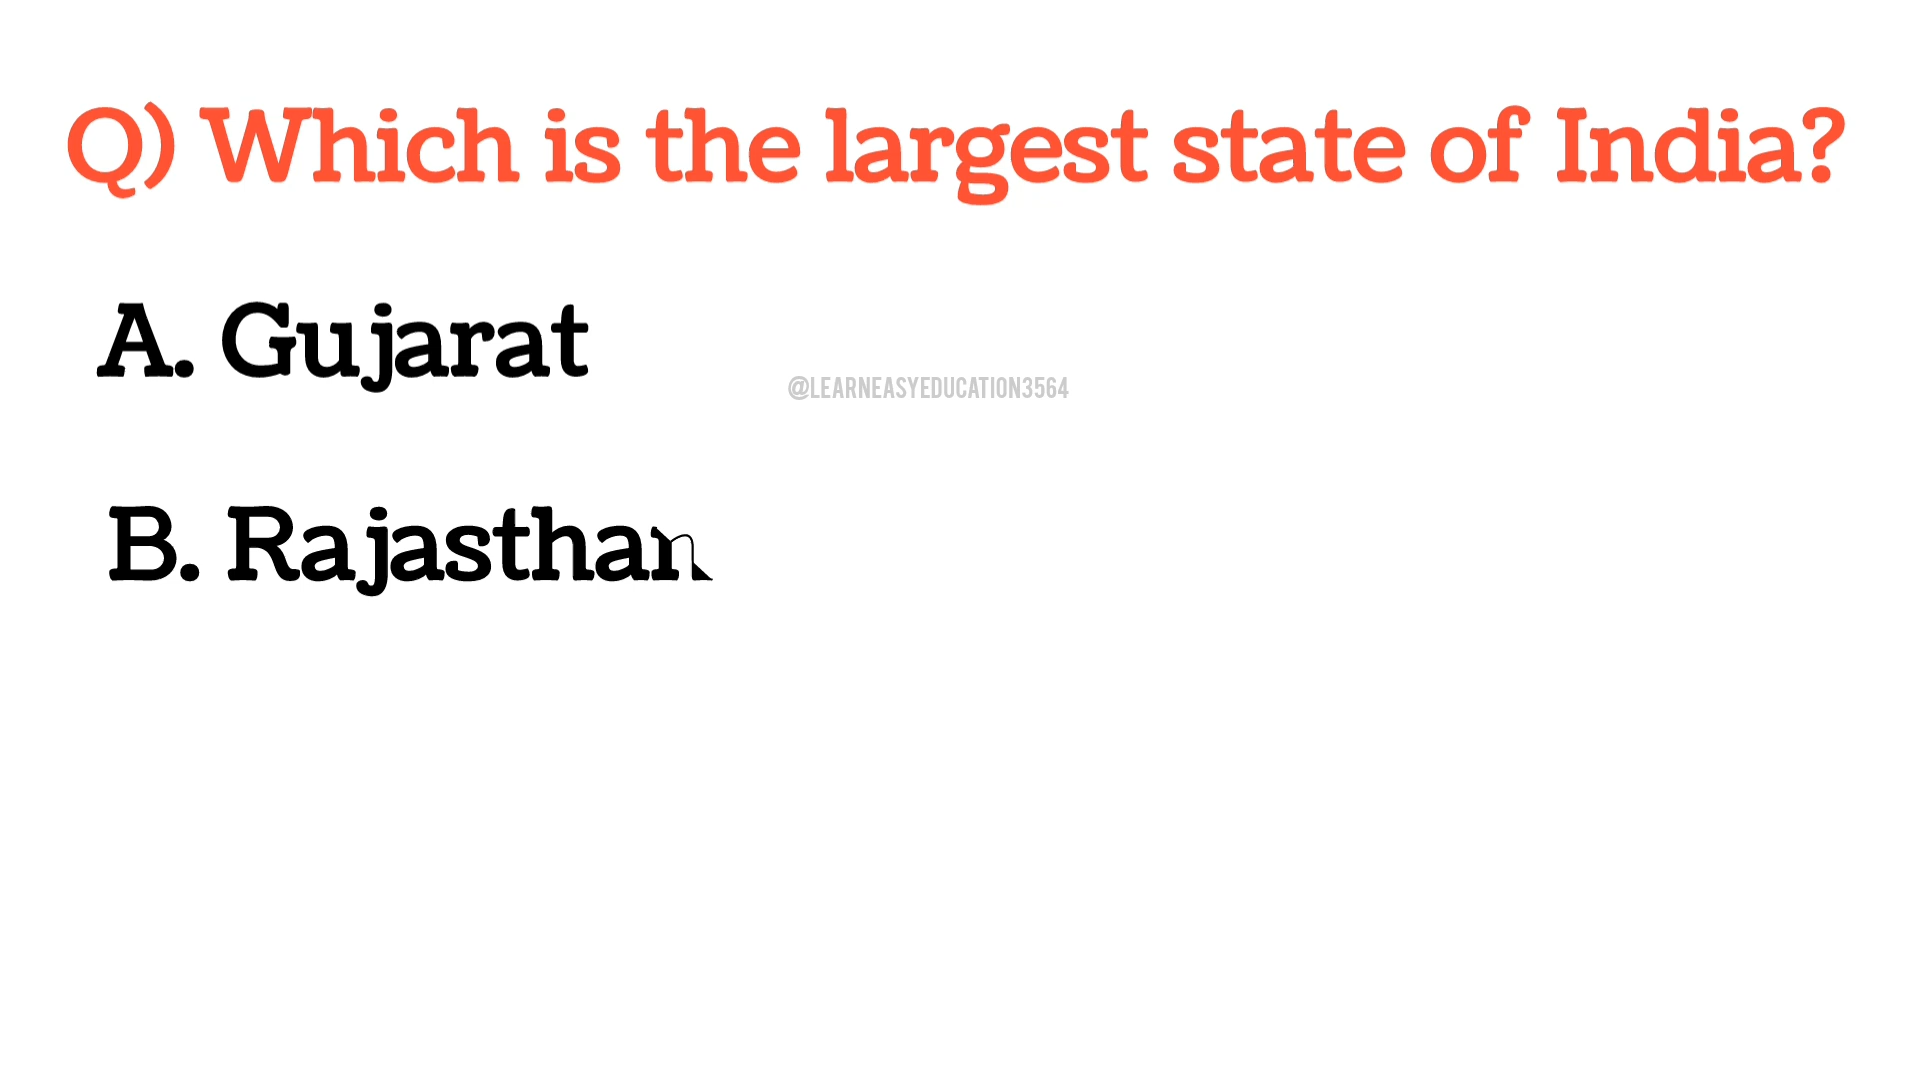 Q) Which is the largest state of India?
A. Gujarat
@LEARNEASYEDUCATION3564
B. Rajasthan